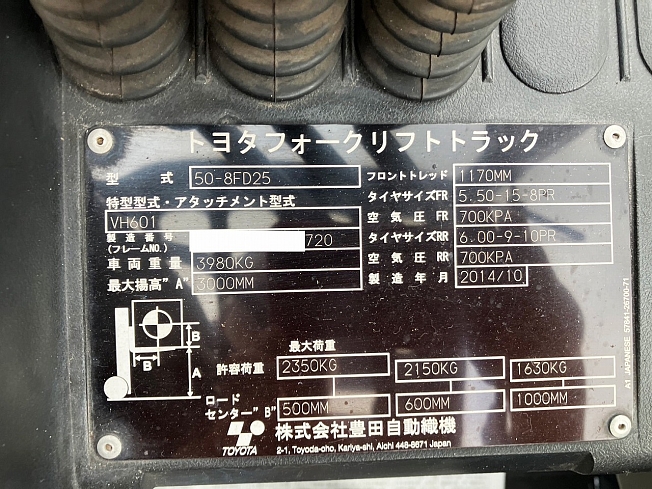 トヨタフォークリフトトラック
型 式 50-8FD25
特型型式・アタッチメント型式
VH601
製造番号
(フレームNO.) 720
車両重量 3980KG
最大揚高"A" 3000MM
フロントトレッド 1170MM
タイヤサイズFR 5.50-15-8PR
空気圧FR 700KPA
タイヤサイズRR 6.00-9-10PR
空気圧RR 700KPA
製造年月 2014/10
B
B
A
最大荷重
許容荷重 2350KG 2150KG 1630KG
ロード
センター"B" 500MM 600MM 1000MM
TOYOTA
株式会社豊田自動織機
2-1, Toyoda-cho, Kariya-shi, Aichi 448-8671 Japan
A1 JAPANESE 57841-26700-71